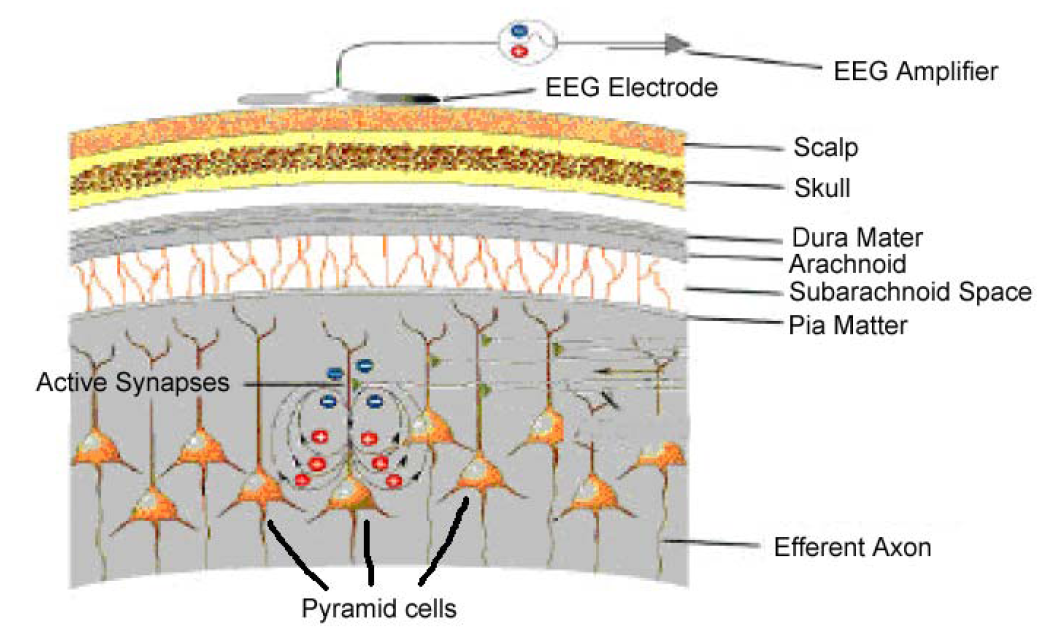 EEG Amplifier
EEG Electrode
Scalp
Skull
Dura Mater
Arachnoid
Subarachnoid Space
Pia Matter
Active Synapses
Efferent Axon
Pyramid cells